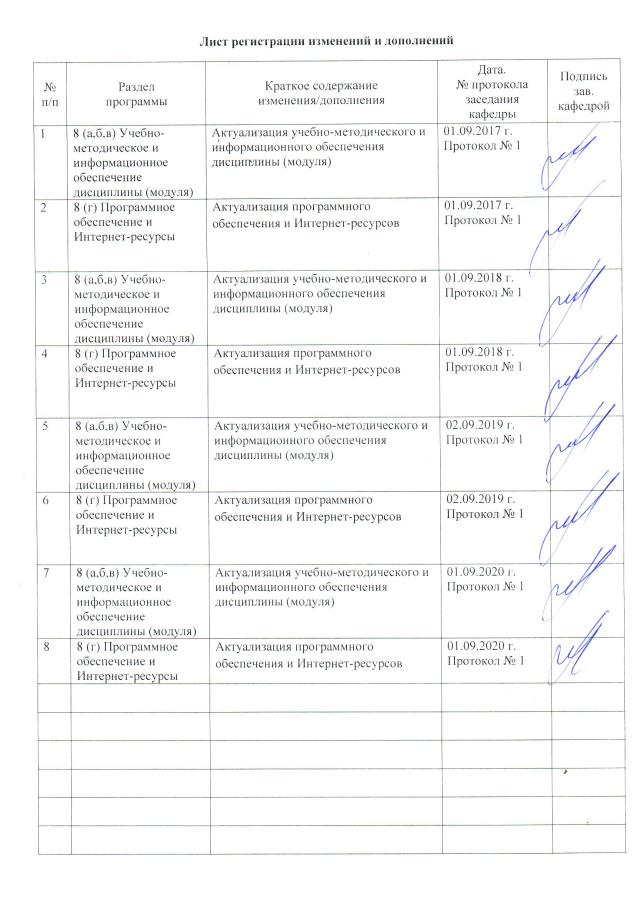 Лист регистрации изменений и дополнений
№
п/п
Раздел
программы
Краткое содержание
изменения/дополнения
Дата.
№ протокола
заседания
кафедры
Подпись
зав.
кафедрой
1
8 (а,б,в) Учебно-
методическое и
информационное
обеспечение
дисциплины (модуля)
Актуализация учебно-методического и
информационного обеспечения
дисциплины (модуля)
01.09.2017 г.
Протокол № 1
2
8 (г) Программное
обеспечение и
Интернет-ресурсы
Актуализация программного
обеспечения и Интернет-ресурсов
01.09.2017 г.
Протокол № 1
3
8 (а,б,в) Учебно-
методическое и
информационное
обеспечение
дисциплины (модуля)
Актуализация учебно-методического и
информационного обеспечения
дисциплины (модуля)
01.09.2018 г.
Протокол № 1
4
8 (г) Программное
обеспечение и
Интернет-ресурсы
Актуализация программного
обеспечения и Интернет-ресурсов
01.09.2018 г.
Протокол № 1
5
8 (а,б,в) Учебно-
методическое и
информационное
обеспечение
дисциплины (модуля)
Актуализация учебно-методического и
информационного обеспечения
дисциплины (модуля)
02.09.2019 г.
Протокол № 1
6
8 (г) Программное
обеспечение и
Интернет-ресурсы
Актуализация программного
обеспечения и Интернет-ресурсов
02.09.2019 г.
Протокол № 1
7
8 (а,б,в) Учебно-
методическое и
информационное
обеспечение
дисциплины (модуля)
Актуализация учебно-методического и
информационного обеспечения
дисциплины (модуля)
01.09.2020 г.
Протокол № 1
8
8 (г) Программное
обеспечение и
Интернет-ресурсы
Актуализация программного
обеспечения и Интернет-ресурсов
01.09.2020 г.
Протокол № 1